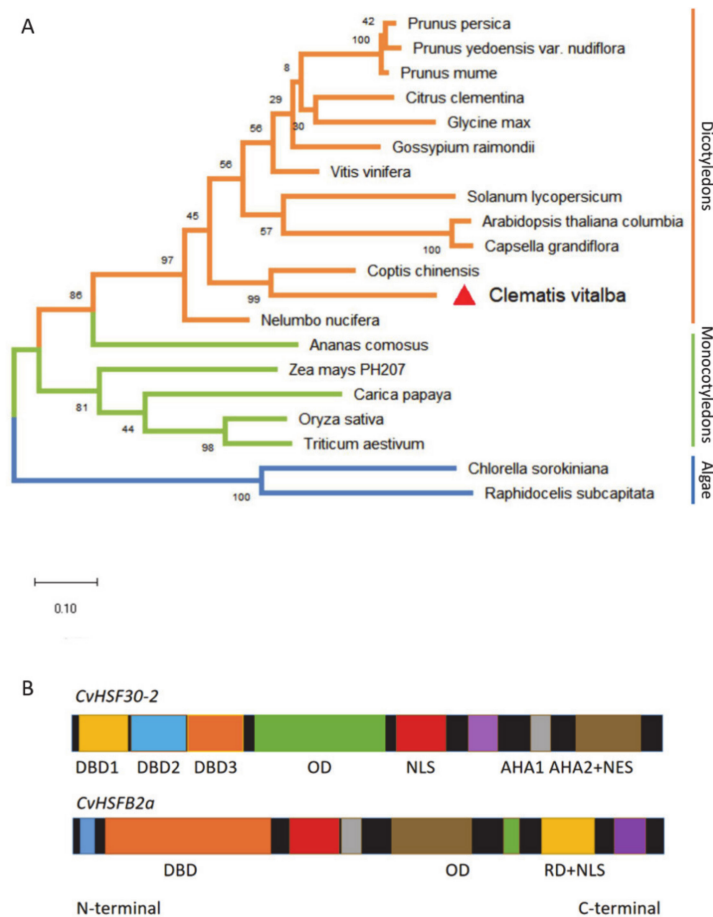 A
42
Prunus persica
100
Prunus yedoensis var. nudiflora
8
Prunus mume
29
Citrus clementina
30
Glycine max
56
Gossypium raimondii
56
Vitis vinifera
Solanum lycopersicum
45
57
Arabidopsis thaliana columbia
100
Capsella grandiflora
97
Coptis chinensis
99
Clematis vitalba
86
Nelumbo nucifera
Ananas comosus
Zea mays PH207
81
Carica papaya
44
Oryza sativa
98
Triticum aestivum
Chlorella sorokiniana
100
Raphidocelis subcapitata
Dicotyledons
Monocotyledons
Algae
0.10
B
CvHSF30-2
DBD1 DBD2 DBD3 OD NLS AHA1 AHA2+NES
CvHSFB2a
DBD OD RD+NLS
N-terminal C-terminal